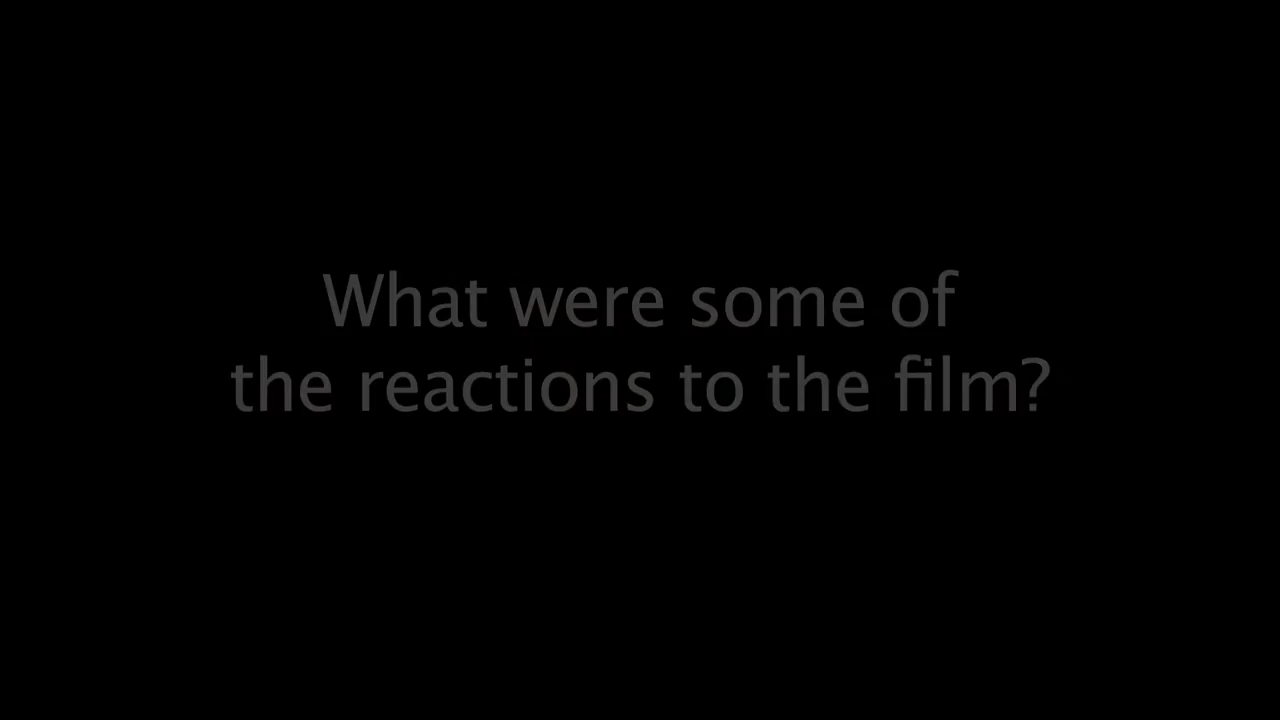 What were some of
the reactions to the film?